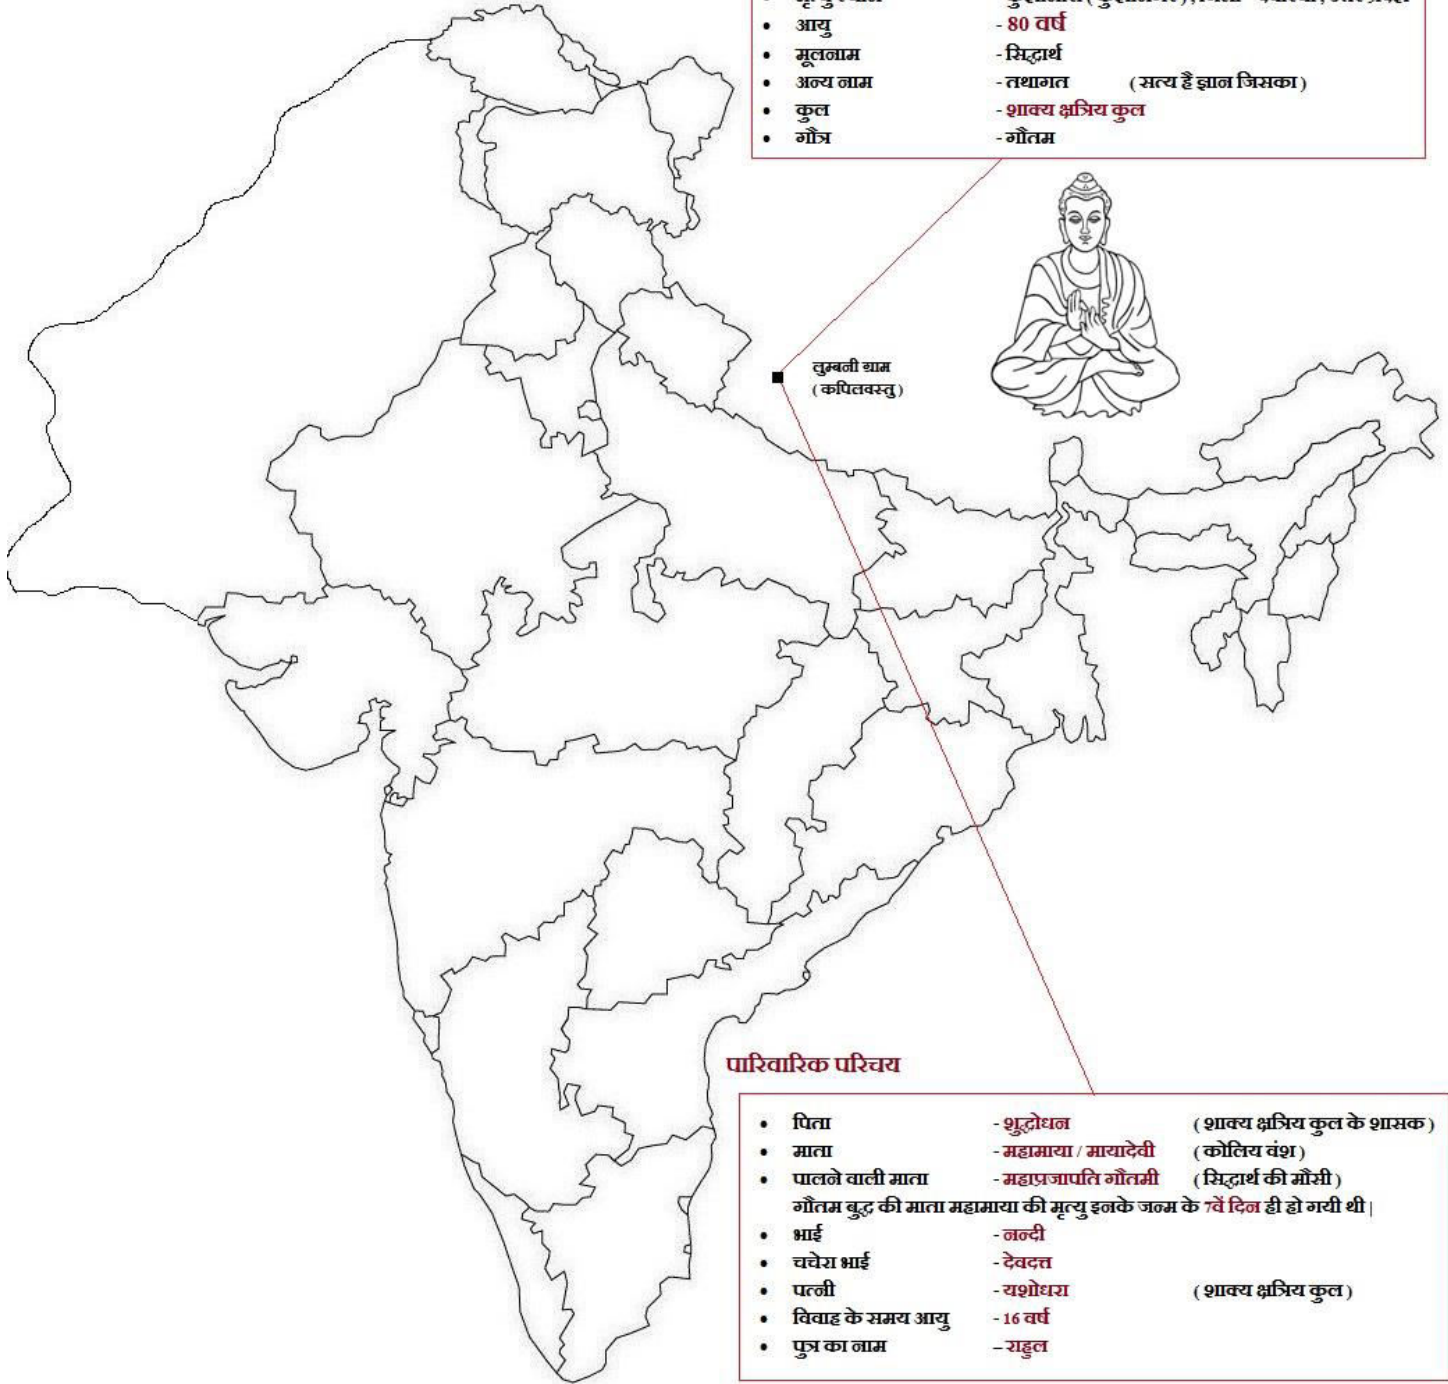 • आयु - 80 वर्ष
• मूलनाम - सिद्धार्थ
• अन्य नाम - तथागत ( सत्य है ज्ञान जिसका )
• कुल - शाक्य क्षत्रिय कुल
• गौत्र - गौतम
लुम्बनी ग्राम
( कपिलवस्तु )
पारिवारिक परिचय
• पिता - शुद्धोधन ( शाक्य क्षत्रिय कुल के शासक )
• माता - महामाया / मायादेवी ( कोलिय वंश )
• पालने वाली माता - महाप्रजापति गौतमी ( सिद्धार्थ की मौसी )
गौतम बुद्ध की माता महामाया की मृत्यु इनके जन्म के 7वें दिन ही हो गयी थी |
• भाई - नन्दी
• चचेरा भाई - देवदत्त
• पत्नी - यशोधरा ( शाक्य क्षत्रिय कुल )
• विवाह के समय आयु - 16 वर्ष
• पुत्र का नाम – राहुल